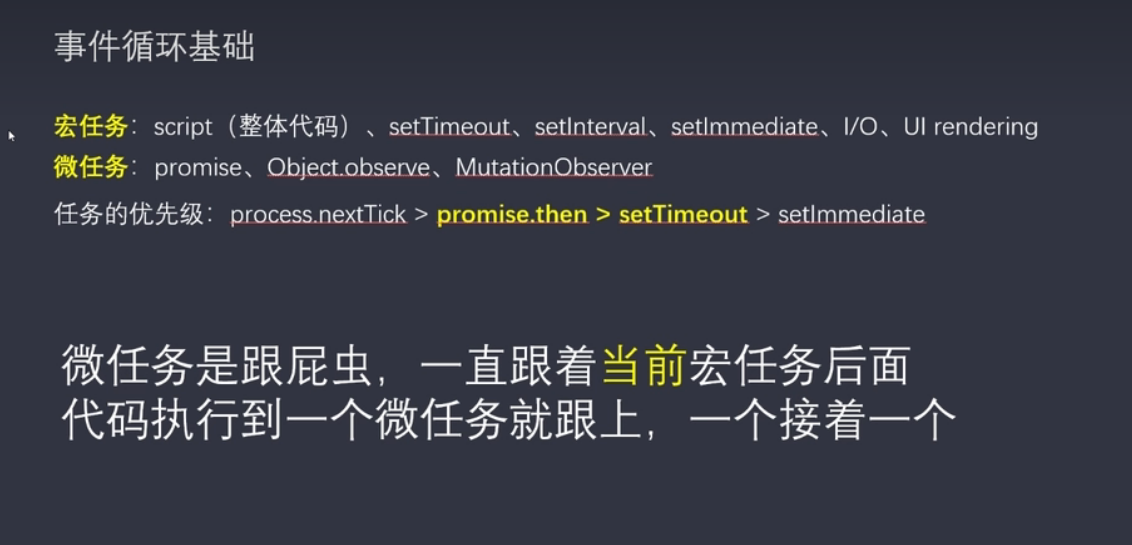 事件循环基础
宏任务：script（整体代码）、setTimeout、setInterval、setImmediate、I/O、UI rendering
微任务：promise、Object.observe、MutationObserver
任务的优先级：process.nextTick > promise.then > setTimeout > setImmediate
微任务是跟屁虫，一直跟着当前宏任务后面
代码执行到一个微任务就跟上，一个接着一个